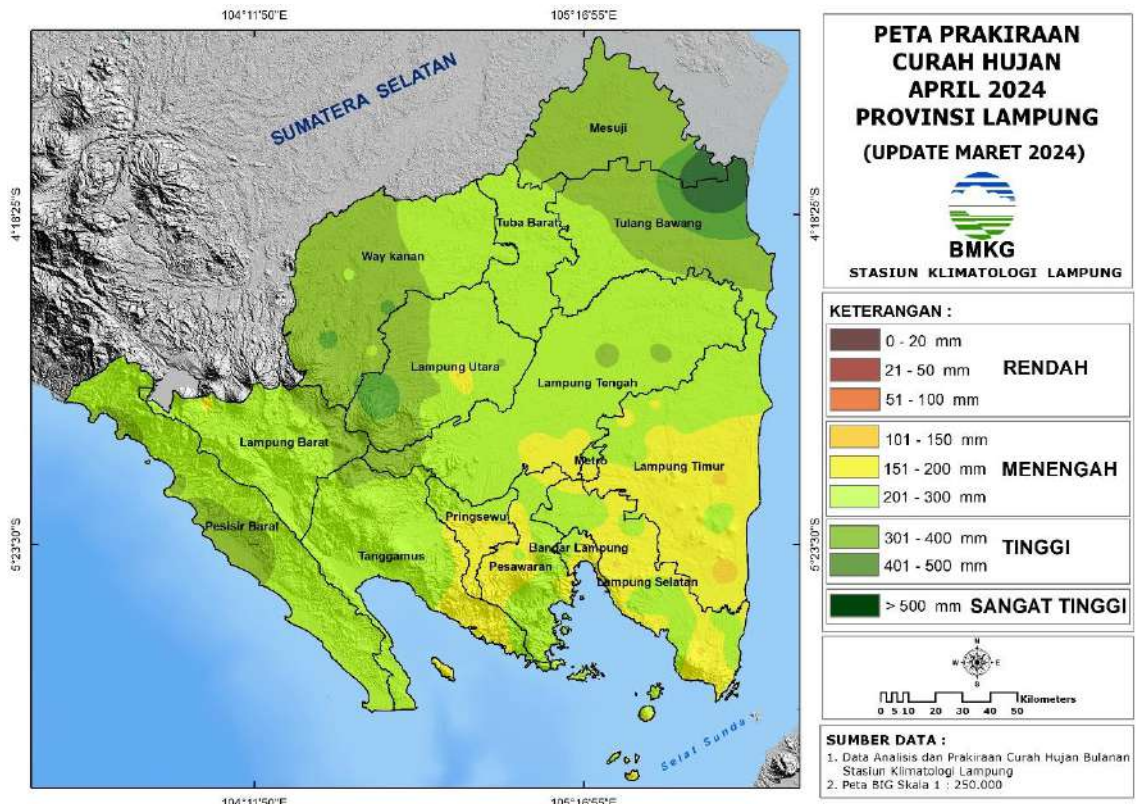 104°11'50"E
105°16'55"E
PETA PRAKIRAAN
CURAH HUJAN
APRIL 2024
PROVINSI LAMPUNG
(UPDATE MARET 2024)
BMKG
STASIUN KLIMATOLOGI LAMPUNG
SUMATERA SELATAN
Mesuji
4°18'25"S
Tuba Barat
Tulang Bawang
4°18'25"S
Way kanan
Lampung Utara
Lampung Tengah
Lampung Barat
Metro
Lampung Timur
Pesisir Barat
Pringsewu
5°23'30"S
Tanggamus
Bandar Lampung
Pesawaran
Lampung Selatan
5°23'30"S
Selat Sunda
104°11'50"E
105°16'55"E
KETERANGAN :
0 - 20 mm
21 - 50 mm
51 - 100 mm
RENDAH
101 - 150 mm
151 - 200 mm
201 - 300 mm
MENENGAH
301 - 400 mm
401 - 500 mm
TINGGI
> 500 mm SANGAT TINGGI
N
W E
S
Kilometers
0 5 10 20 30 40 50
SUMBER DATA :
1. Data Analisis dan Prakiraan Curah Hujan Bulanan
Stasiun Klimatologi Lampung
2. Peta BIG Skala 1 : 250.000